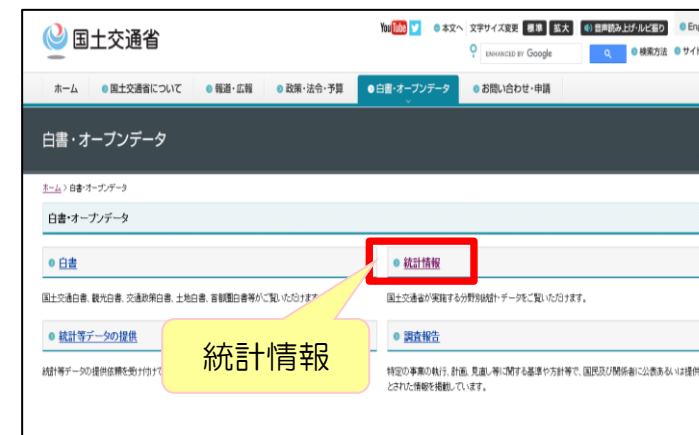 国土交通省
YouTube 本文へ 文字サイズ変更 標準 拡大 音声読み上げ・ルビ振り
ENHANCED BY Google 検索方法
ホーム 国土交通省について 報道・広報 政策・法令・予算 白書・オープンデータ お問い合わせ・申請
白書・オープンデータ
ホーム > 白書・オープンデータ
白書・オープンデータ
白書 統計情報
国土交通白書、観光白書、交通政策白書、土地白書、首都圏白書等がご覧いただけます 国土交通省が実施する分野別統計・データをご覧いただけます。
統計等データの提供 調査報告
統計情報
統計等データの提供依頼を受け付けて 特定の事業の執行、計画、見直し等に関する基準や方針等で、国民及び関係者に公表あるいは提供
とされた情報を掲載しています。